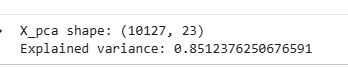 X_pca shape: (10127, 23)
Explained variance: 0.8512376250676591